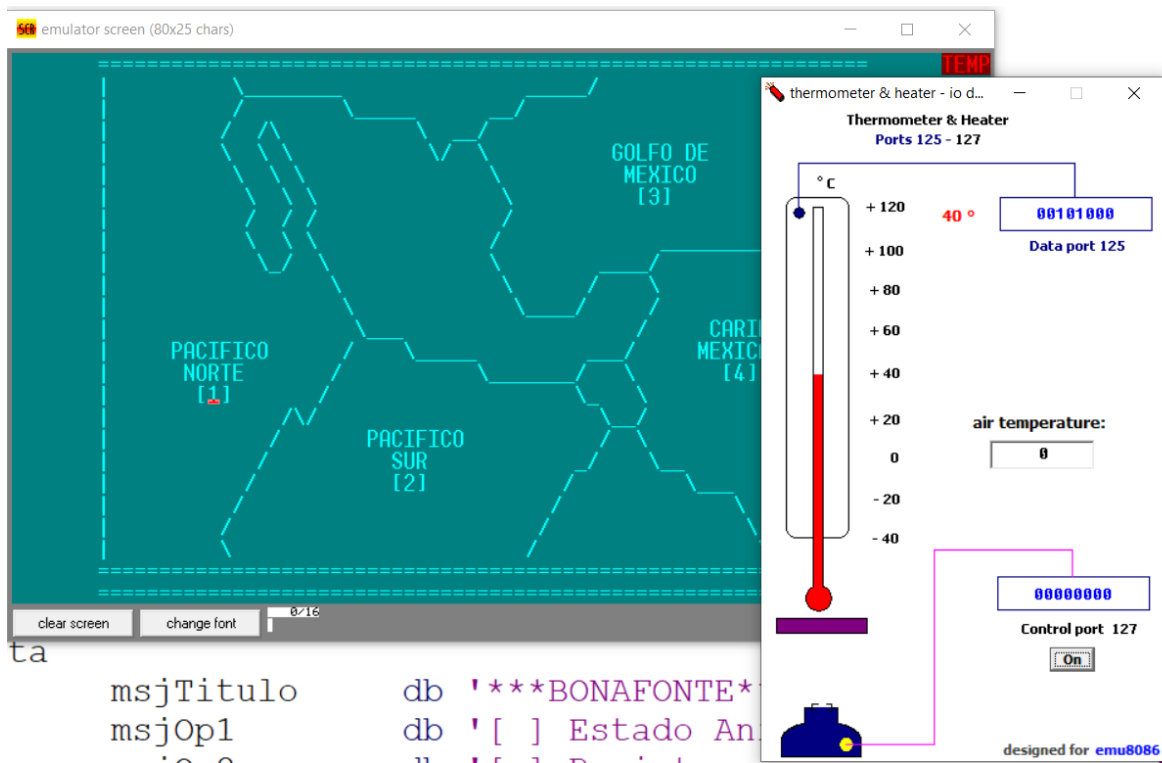 emulator screen (80x25 chars)
TEMP
GOLFO DE
MEXICO
[3]
PACIFICO
NORTE
[1]
PACIFICO
SUR
[2]
[4]
clear screen
change font
0/16
thermometer & heater - io d...
Thermometer & Heater
Ports 125 - 127
° C
+ 120
+ 100
+ 80
+ 60
+ 40
+ 20
0
- 20
- 40
40 °
00101000
Data port 125
air temperature:
0
00000000
Control port 127
On
designed for emu8086
ta
msjTitulo db '***BONAFONTE*
msjOp1 db '[ ] Estado